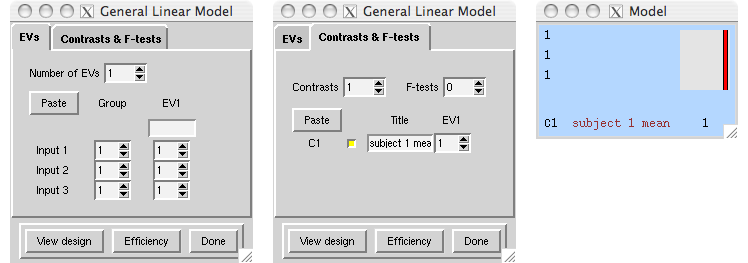 General Linear Model
EVs Contrasts & F-tests
Number of EVs 1
Paste Group EV1
Input 1 1 1
Input 2 1 1
Input 3 1 1
View design Efficiency Done
General Linear Model
EVs Contrasts & F-tests
Contrasts 1 F-tests 0
Paste Title EV1
C1 subject 1 mea 1
View design Efficiency Done
Model
1
1
1
C1 subject 1 mean 1